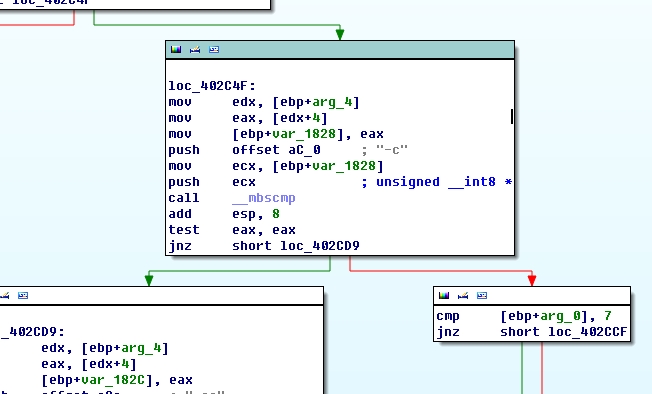 loc_402C4F:
mov edx, [ebp+arg_4]
mov eax, [edx+4]
mov [ebp+var_1828], eax
push offset aC_0 ; "-c"
mov ecx, [ebp+var_1828]
push ecx ; unsigned __int8 *
call __mbscmp
add esp, 8
test eax, eax
jnz short loc_402CD9
_402CD9:
edx, [ebp+arg_4]
eax, [edx+4]
[ebp+var_182C], eax
cmp [ebp+arg_0], 7
jnz short loc_402CCF